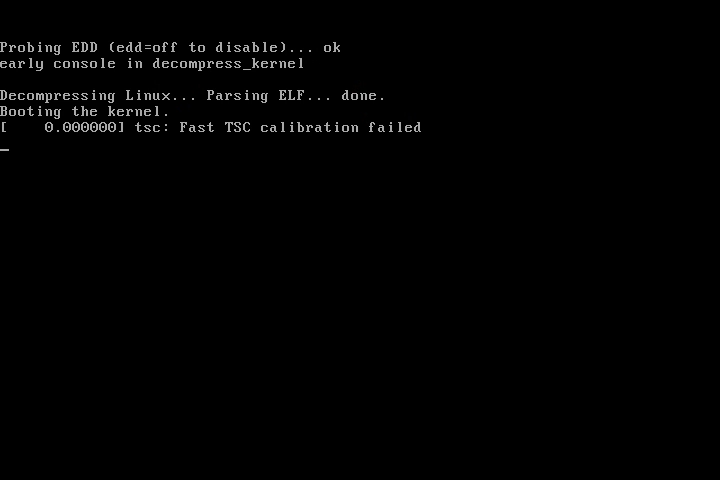 Probing EDD (edd=off to disable)... ok
early console in decompress_kernel
Decompressing Linux... Parsing ELF... done.
Booting the kernel.
[    0.000000] tsc: Fast TSC calibration failed